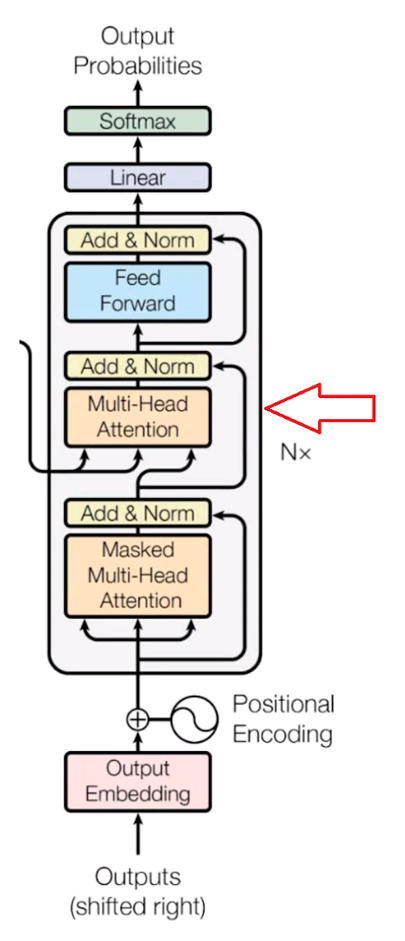 Output
Probabilities
Softmax
Linear
Add & Norm
Feed
Forward
Add & Norm
Multi-Head
Attention
N×
Add & Norm
Masked
Multi-Head
Attention
Positional
Encoding
Output
Embedding
Outputs
(shifted right)